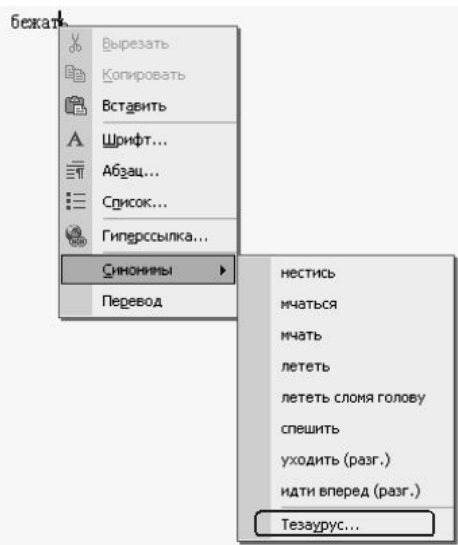 бежать
Вырезать
Копировать
Вставить
Шрифт...
Абзац...
Список...
Гиперссылка...
Синонимы
Перевод
нестись
мчаться
мчать
лететь
лететь сломя голову
спешить
уходить (разг.)
идти вперед (разг.)
Тезаурус...